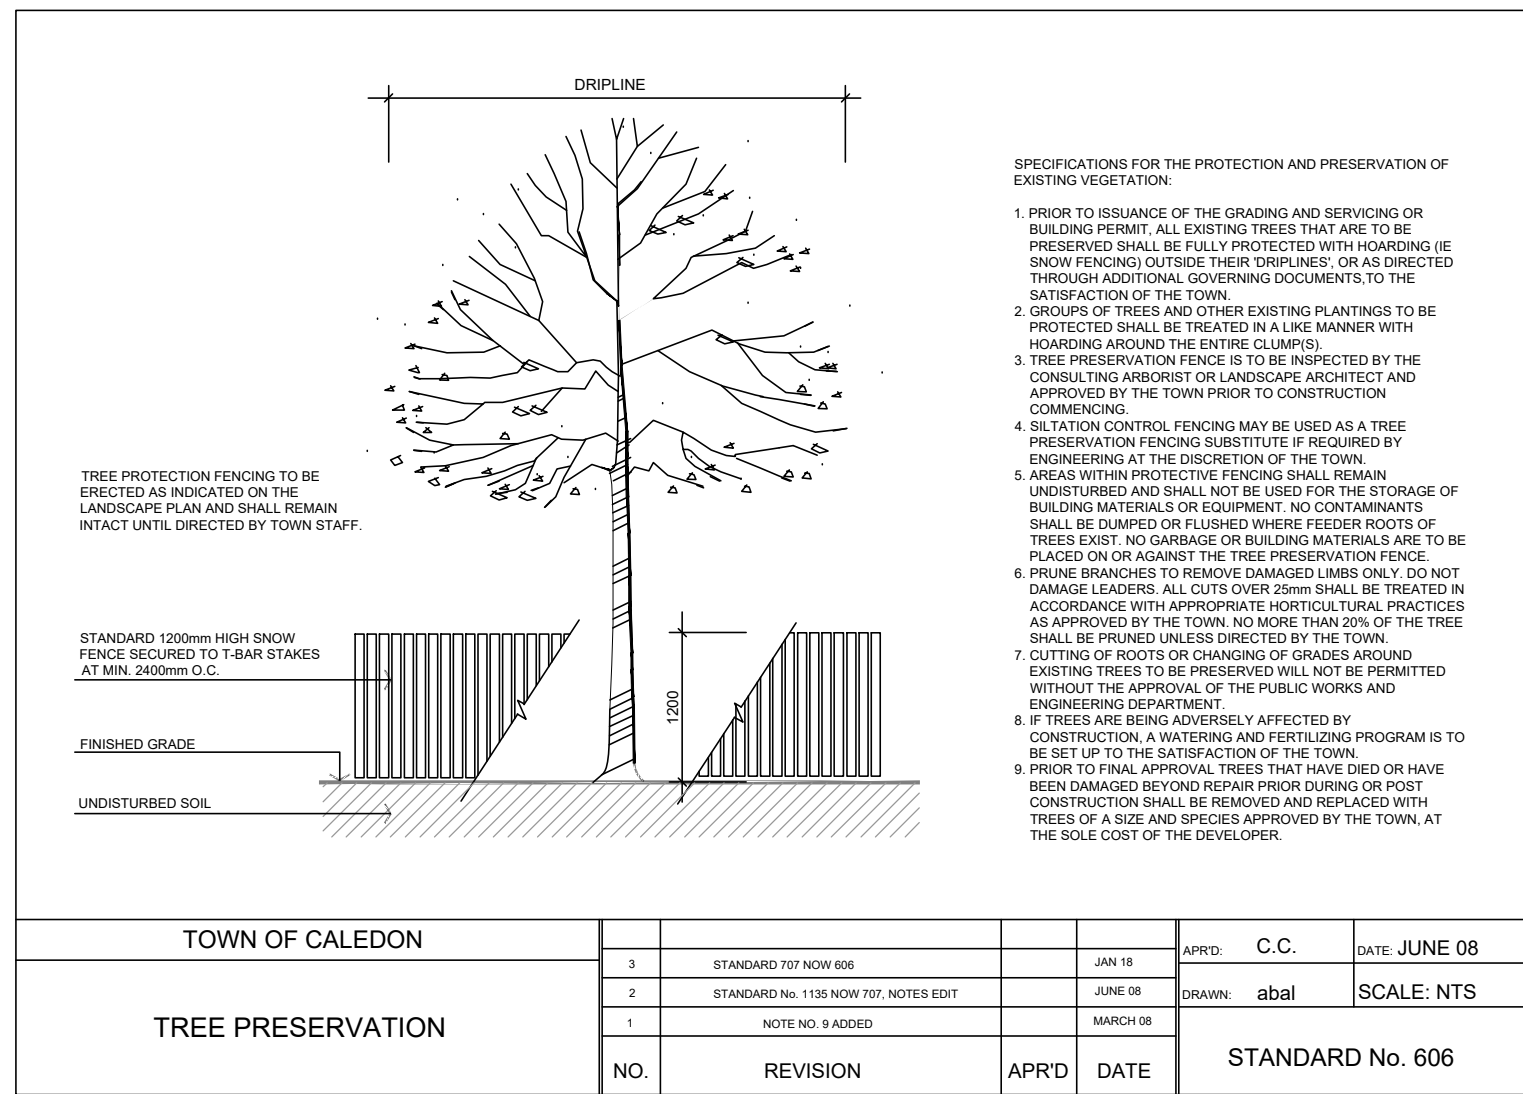 DRIPLINE
TREE PROTECTION FENCING TO BE
ERECTED AS INDICATED ON THE
LANDSCAPE PLAN AND SHALL REMAIN
INTACT UNTIL DIRECTED BY TOWN STAFF.
STANDARD 1200mm HIGH SNOW
FENCE SECURED TO T-BAR STAKES
AT MIN. 2400mm O.C.
FINISHED GRADE
UNDISTURBED SOIL
1200
SPECIFICATIONS FOR THE PROTECTION AND PRESERVATION OF
EXISTING VEGETATION:
1. PRIOR TO ISSUANCE OF THE GRADING AND SERVICING OR
BUILDING PERMIT, ALL EXISTING TREES THAT ARE TO BE
PRESERVED SHALL BE FULLY PROTECTED WITH HOARDING (IE
SNOW FENCING) OUTSIDE THEIR 'DRIPLINES', OR AS DIRECTED
THROUGH ADDITIONAL GOVERNING DOCUMENTS,TO THE
SATISFACTION OF THE TOWN.
2. GROUPS OF TREES AND OTHER EXISTING PLANTINGS TO BE
PROTECTED SHALL BE TREATED IN A LIKE MANNER WITH
HOARDING AROUND THE ENTIRE CLUMP(S).
3. TREE PRESERVATION FENCE IS TO BE INSPECTED BY THE
CONSULTING ARBORIST OR LANDSCAPE ARCHITECT AND
APPROVED BY THE TOWN PRIOR TO CONSTRUCTION
COMMENCING.
4. SILTATION CONTROL FENCING MAY BE USED AS A TREE
PRESERVATION FENCING SUBSTITUTE IF REQUIRED BY
ENGINEERING AT THE DISCRETION OF THE TOWN.
5. AREAS WITHIN PROTECTIVE FENCING SHALL REMAIN
UNDISTURBED AND SHALL NOT BE USED FOR THE STORAGE OF
BUILDING MATERIALS OR EQUIPMENT. NO CONTAMINANTS
SHALL BE DUMPED OR FLUSHED WHERE FEEDER ROOTS OF
TREES EXIST. NO GARBAGE OR BUILDING MATERIALS ARE TO BE
PLACED ON OR AGAINST THE TREE PRESERVATION FENCE.
6. PRUNE BRANCHES TO REMOVE DAMAGED LIMBS ONLY. DO NOT
DAMAGE LEADERS. ALL CUTS OVER 25mm SHALL BE TREATED IN
ACCORDANCE WITH APPROPRIATE HORTICULTURAL PRACTICES
AS APPROVED BY THE TOWN. NO MORE THAN 20% OF THE TREE
SHALL BE PRUNED UNLESS DIRECTED BY THE TOWN.
7. CUTTING OF ROOTS OR CHANGING OF GRADES AROUND
EXISTING TREES TO BE PRESERVED WILL NOT BE PERMITTED
WITHOUT THE APPROVAL OF THE PUBLIC WORKS AND
ENGINEERING DEPARTMENT.
8. IF TREES ARE BEING ADVERSELY AFFECTED BY
CONSTRUCTION, A WATERING AND FERTILIZING PROGRAM IS TO
BE SET UP TO THE SATISFACTION OF THE TOWN.
9. PRIOR TO FINAL APPROVAL TREES THAT HAVE DIED OR HAVE
BEEN DAMAGED BEYOND REPAIR PRIOR DURING OR POST
CONSTRUCTION SHALL BE REMOVED AND REPLACED WITH
TREES OF A SIZE AND SPECIES APPROVED BY THE TOWN, AT
THE SOLE COST OF THE DEVELOPER.
TOWN OF CALEDON
TREE PRESERVATION
3 STANDARD 707 NOW 606 JAN 18
2 STANDARD No. 1135 NOW 707, NOTES EDIT JUNE 08
1 NOTE NO. 9 ADDED MARCH 08
NO. REVISION APR'D DATE
APR'D: C.C. DATE: JUNE 08
DRAWN: abal SCALE: NTS
STANDARD No. 606